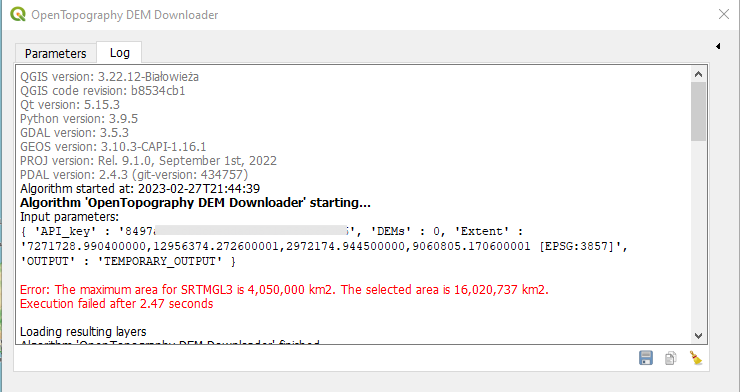 OpenTopography DEM Downloader
Parameters
Log
QGIS version: 3.22.12-Białowieża
QGIS code revision: b8534cb1
Qt version: 5.15.3
Python version: 3.9.5
GDAL version: 3.5.3
GEOS version: 3.10.3-CAPI-1.16.1
PROJ version: Rel. 9.1.0, September 1st, 2022
PDAL version: 2.4.3 (git-version: 434757)
Algorithm started at: 2023-02-27T21:44:39
Algorithm 'OpenTopography DEM Downloader' starting…
Input parameters:
{ 'API_key' : '8497 ', 'DEMs' : 0, 'Extent' :
'7271728.990400000,12956374.272600001,2972174.944500000,9060805.170600001 [EPSG:3857]',
'OUTPUT' : 'TEMPORARY_OUTPUT' }
Error: The maximum area for SRTMGL3 is 4,050,000 km2. The selected area is 16,020,737 km2.
Execution failed after 2.47 seconds
Loading resulting layers
Algorithm 'OpenTopography DEM Downloader' finished